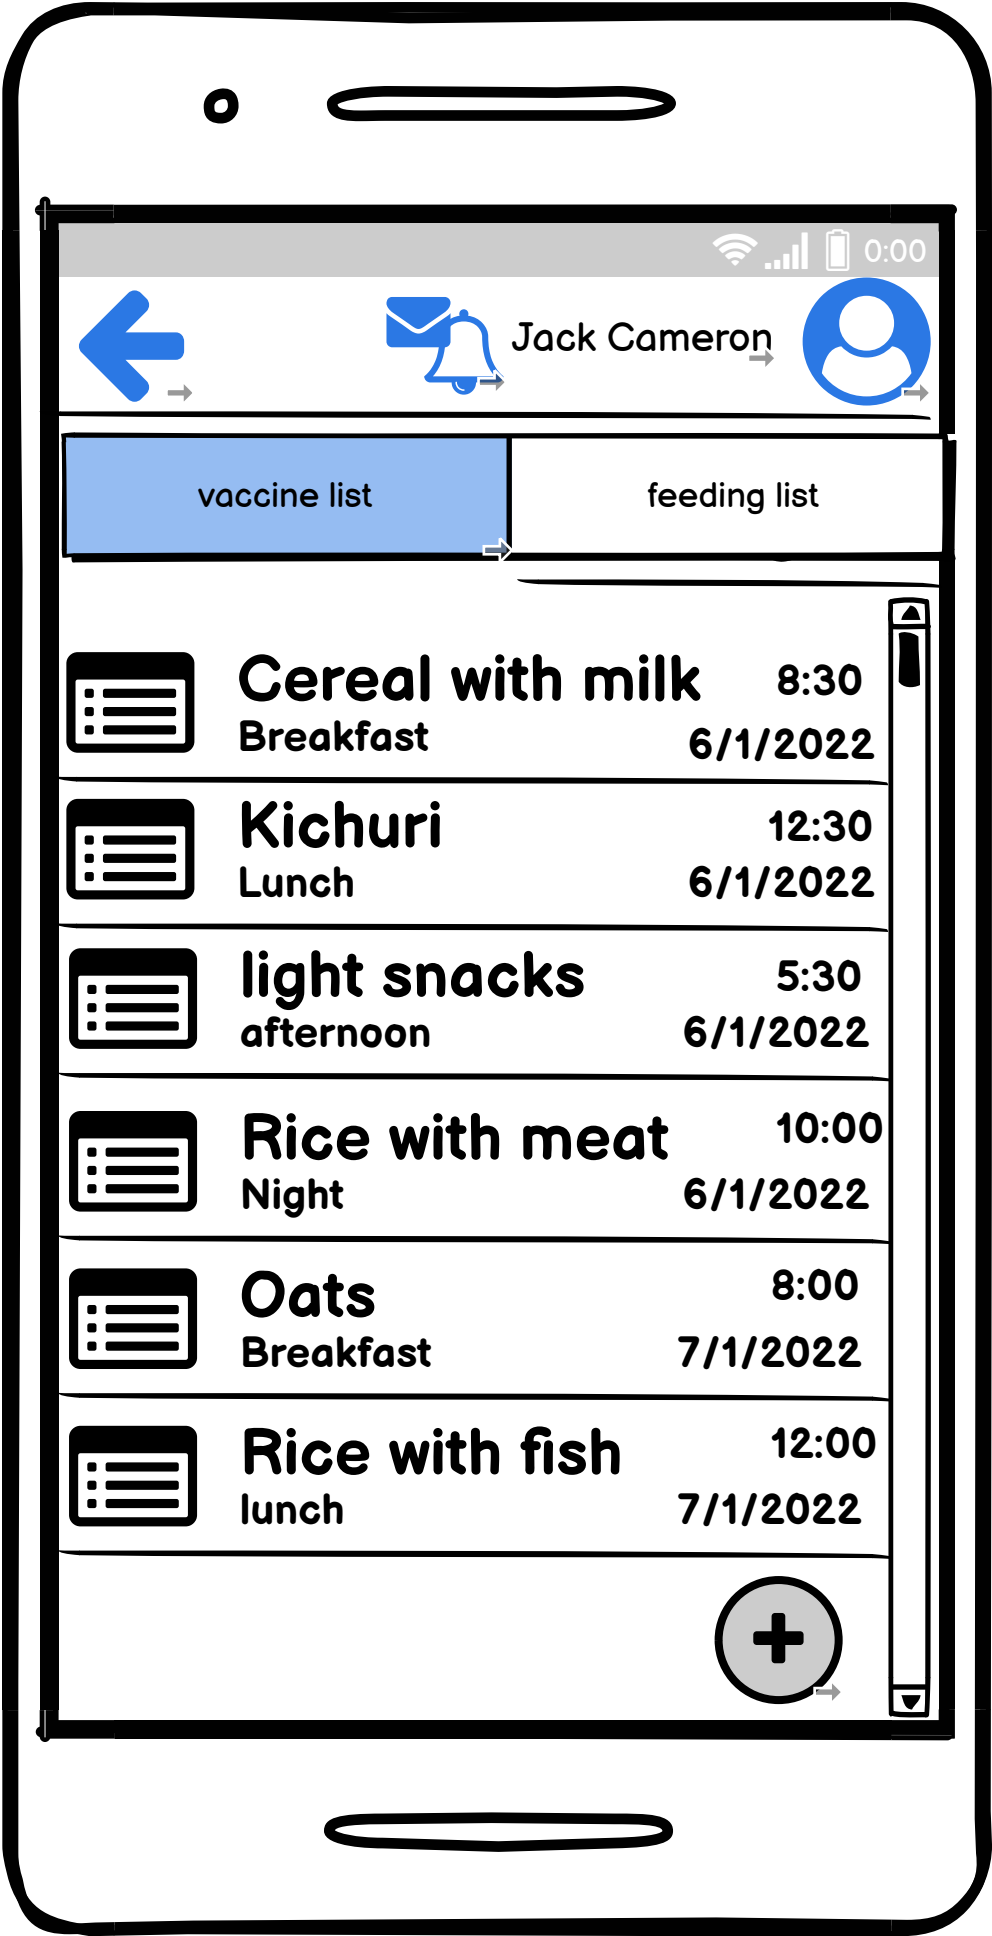 0:00
Jack Cameron
vaccine list
feeding list
Cereal with milk
8:30
Breakfast
6/1/2022
Kichuri
12:30
Lunch
6/1/2022
light snacks
5:30
afternoon
6/1/2022
Rice with meat
10:00
Night
6/1/2022
Oats
8:00
Breakfast
7/1/2022
Rice with fish
12:00
lunch
7/1/2022